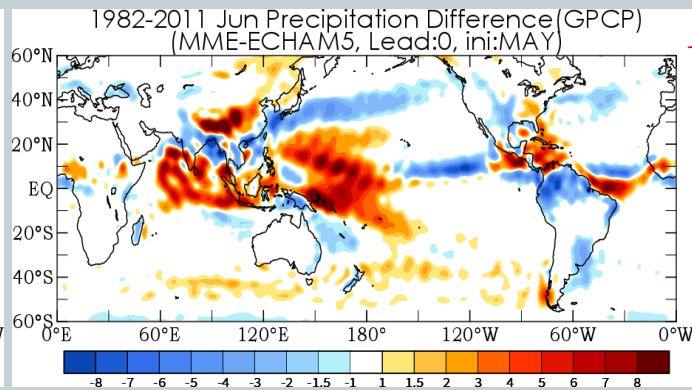 1982-2011 Jun Precipitation Difference(GPCP)
(MME-ECHAM5, Lead:0, ini:MAY)
60°N
40°N
20°N
EQ
20°S
40°S
60°S
0°E 60°E 120°E 180° 120°W 60°W 0°W
-8 -7 -6 -5 -4 -3 -2 -1.5 -1 1 1.5 2 3 4 5 6 7 8